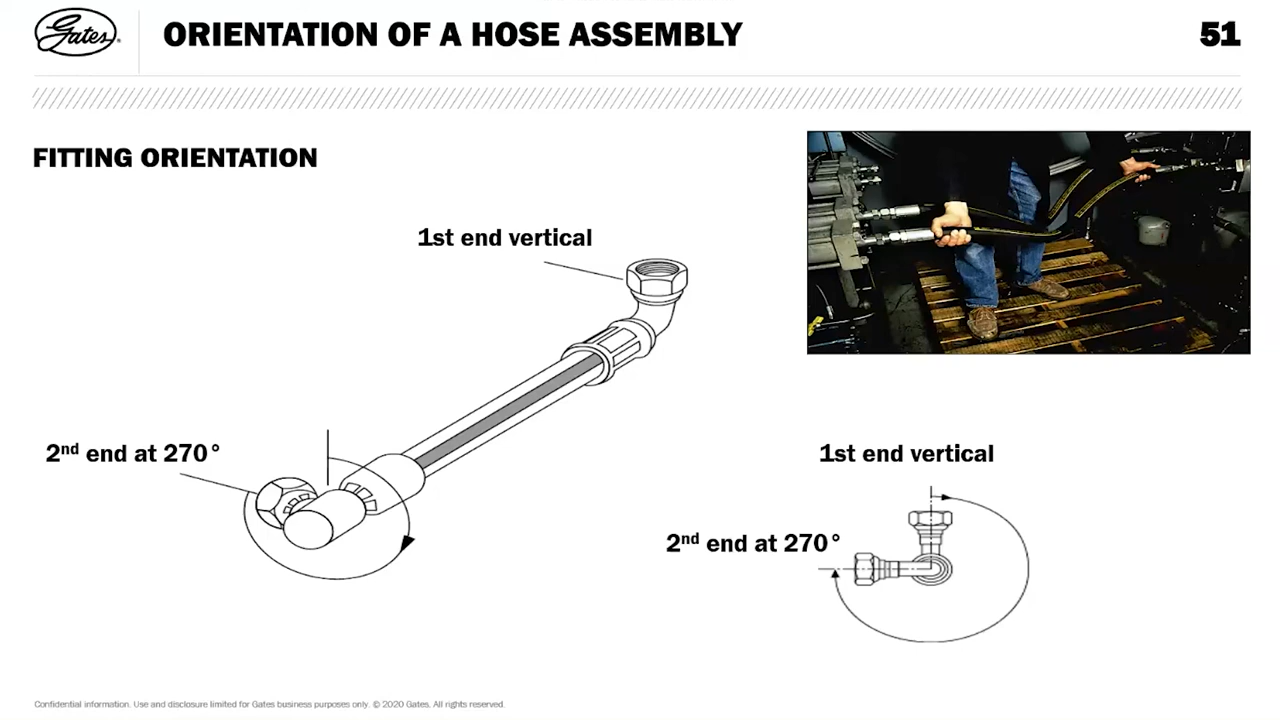 Gates
ORIENTATION OF A HOSE ASSEMBLY
51
FITTING ORIENTATION
1st end vertical
2nd end at 270°
1st end vertical
2nd end at 270°
Confidential information. Use and disclosure limited for Gates business purposes only. © 2020 Gates. All rights reserved.